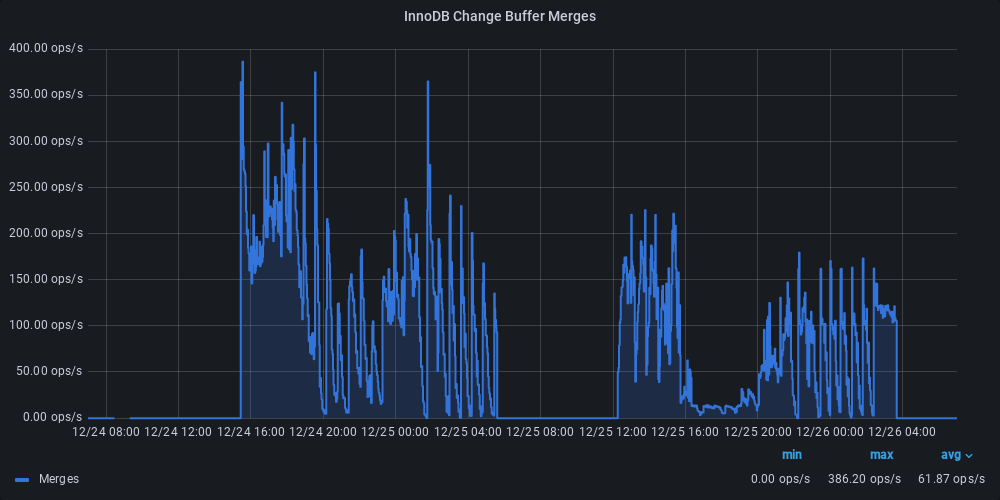 InnoDB Change Buffer Merges
400.00 ops/s
350.00 ops/s
300.00 ops/s
250.00 ops/s
200.00 ops/s
150.00 ops/s
100.00 ops/s
50.00 ops/s
0.00 ops/s
12/24 08:00 12/24 12:00 12/24 16:00 12/24 20:00 12/25 00:00 12/25 04:00 12/25 08:00 12/25 12:00 12/25 16:00 12/25 20:00 12/26 00:00 12/26 04:00
min max avg
Merges 0.00 ops/s 386.20 ops/s 61.87 ops/s